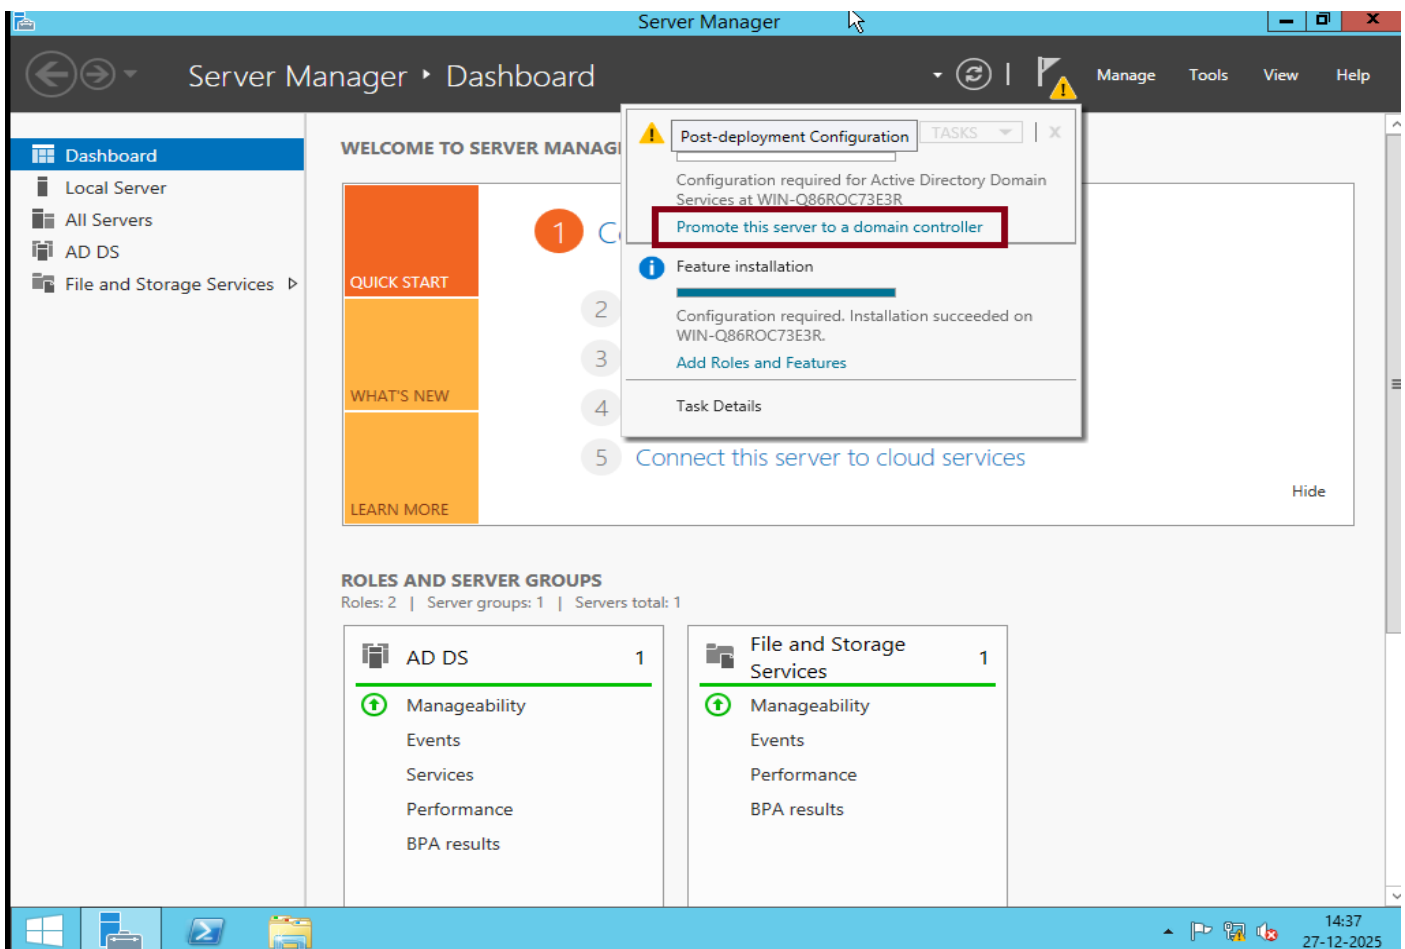 Server Manager
Server Manager • Dashboard
Manage Tools View Help
Dashboard
Local Server
All Servers
AD DS
File and Storage Services
WELCOME TO SERVER MANAG
QUICK START
WHAT'S NEW
LEARN MORE
1
2
3
4
5 Connect this server to cloud services
Hide
Post-deployment Configuration TASKS X
Configuration required for Active Directory Domain
Services at WIN-Q86ROC73E3R
Promote this server to a domain controller
Feature installation
Configuration required. Installation succeeded on
WIN-Q86ROC73E3R.
Add Roles and Features
Task Details
ROLES AND SERVER GROUPS
Roles: 2 | Server groups: 1 | Servers total: 1
AD DS 1
Manageability
Events
Services
Performance
BPA results
File and Storage
Services 1
Manageability
Events
Performance
BPA results
14:37
27-12-2025